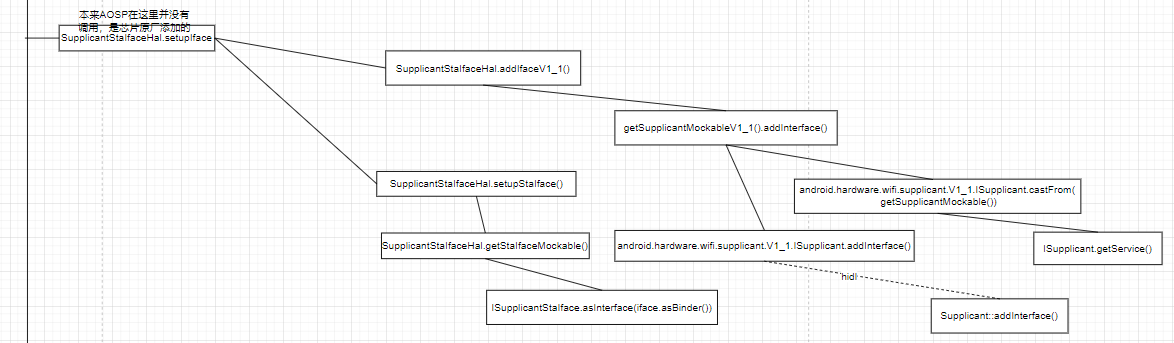 本来AOSP在这里并没有
调用，是芯片原厂添加的
SupplicantStaIfaceHal.setupIface
SupplicantStaIfaceHal.addIfaceV1_1()
getSupplicantMockableV1_1().addInterface()
SupplicantStaIfaceHal.setupStaIface()
android.hardware.wifi.supplicant.V1_1.ISupplicant.castFrom(
getSupplicantMockable())
SupplicantStaIfaceHal.getStaIfaceMockable()
android.hardware.wifi.supplicant.V1_1.ISupplicant.addInterface()
ISupplicant.getService()
hidl
ISupplicantStaIface.asInterface(iface.asBinder())
Supplicant::addInterface()